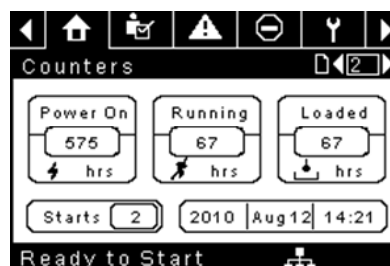 Counters 2
Power On Running Loaded
575 67 67
hrs hrs hrs
Starts 2 2010 Aug12 14:21
Ready to Start